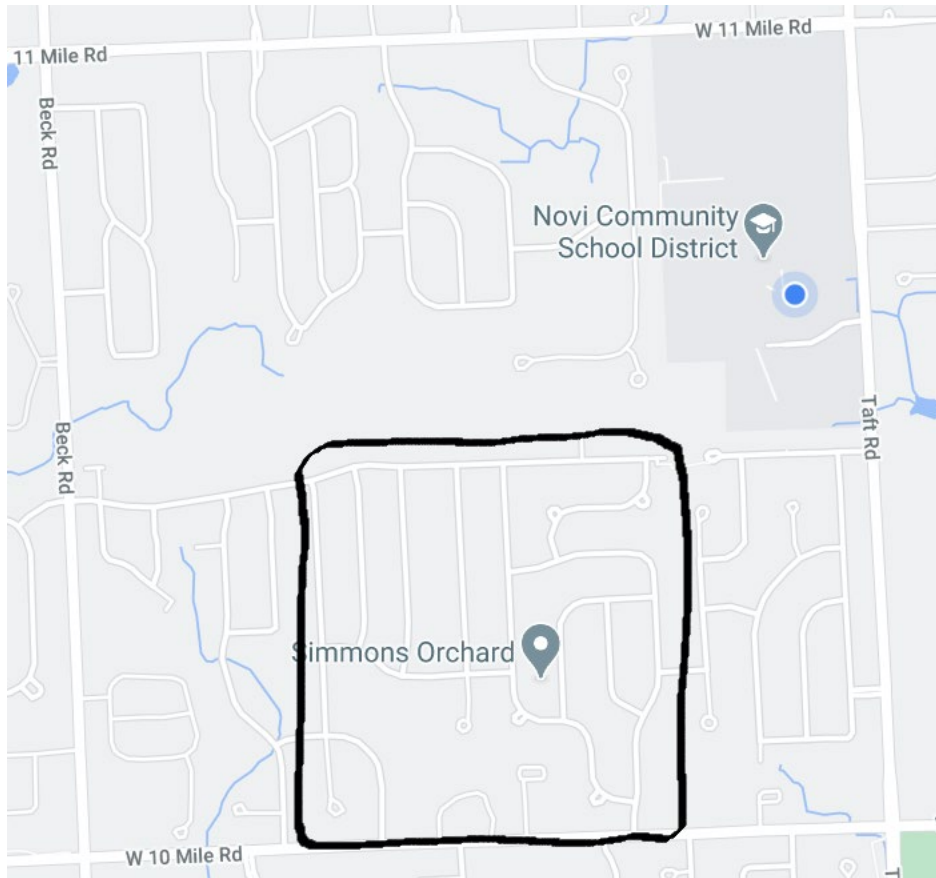 W 11 Mile Rd
11 Mile Rd
Beck Rd
Novi Community
School District
Taft Rd
Beck Rd
Simmons Orchard
W 10 Mile Rd